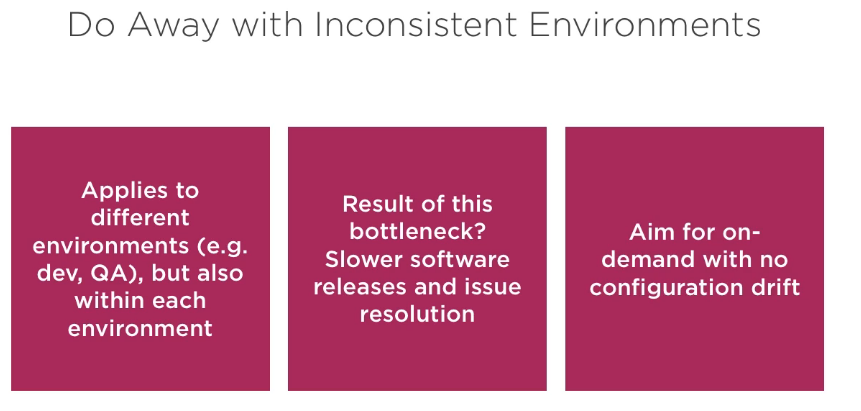 Do Away with Inconsistent Environments
Applies to
different
environments (e.g.
dev, QA), but also
within each
environment
Result of this
bottleneck?
Slower software
releases and issue
resolution
Aim for on-
demand with no
configuration drift